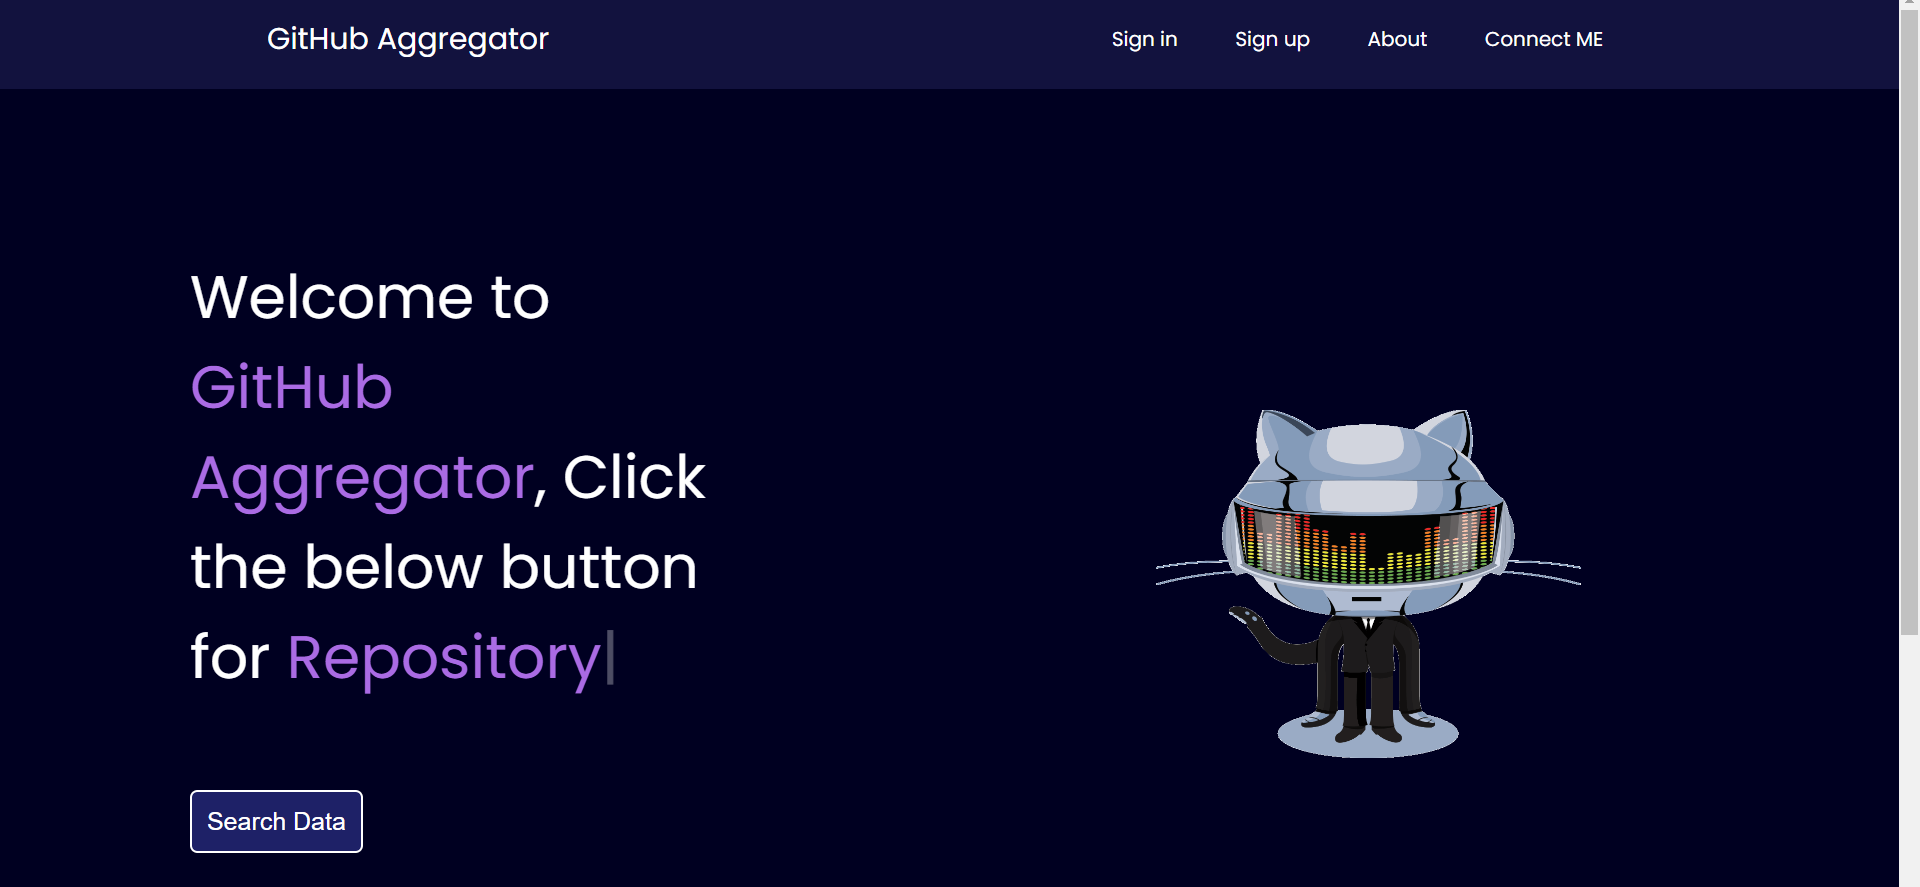 GitHub Aggregator
Sign in
Sign up
About
Connect ME
Welcome to
GitHub
Aggregator, Click
the below button
for Repository|
Search Data